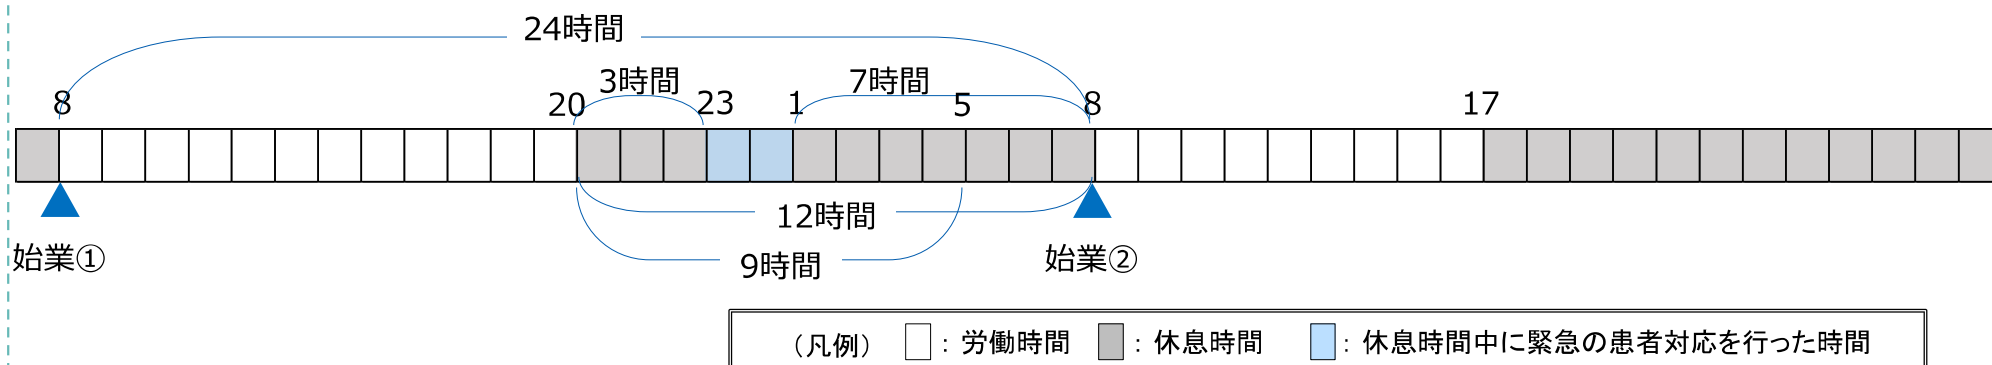 24時間
3時間
7時間
8
20
23
1
5
8
17
12時間
9時間
始業①
始業②
（凡例）
：労働時間
：休息時間
：休息時間中に緊急の患者対応を行った時間